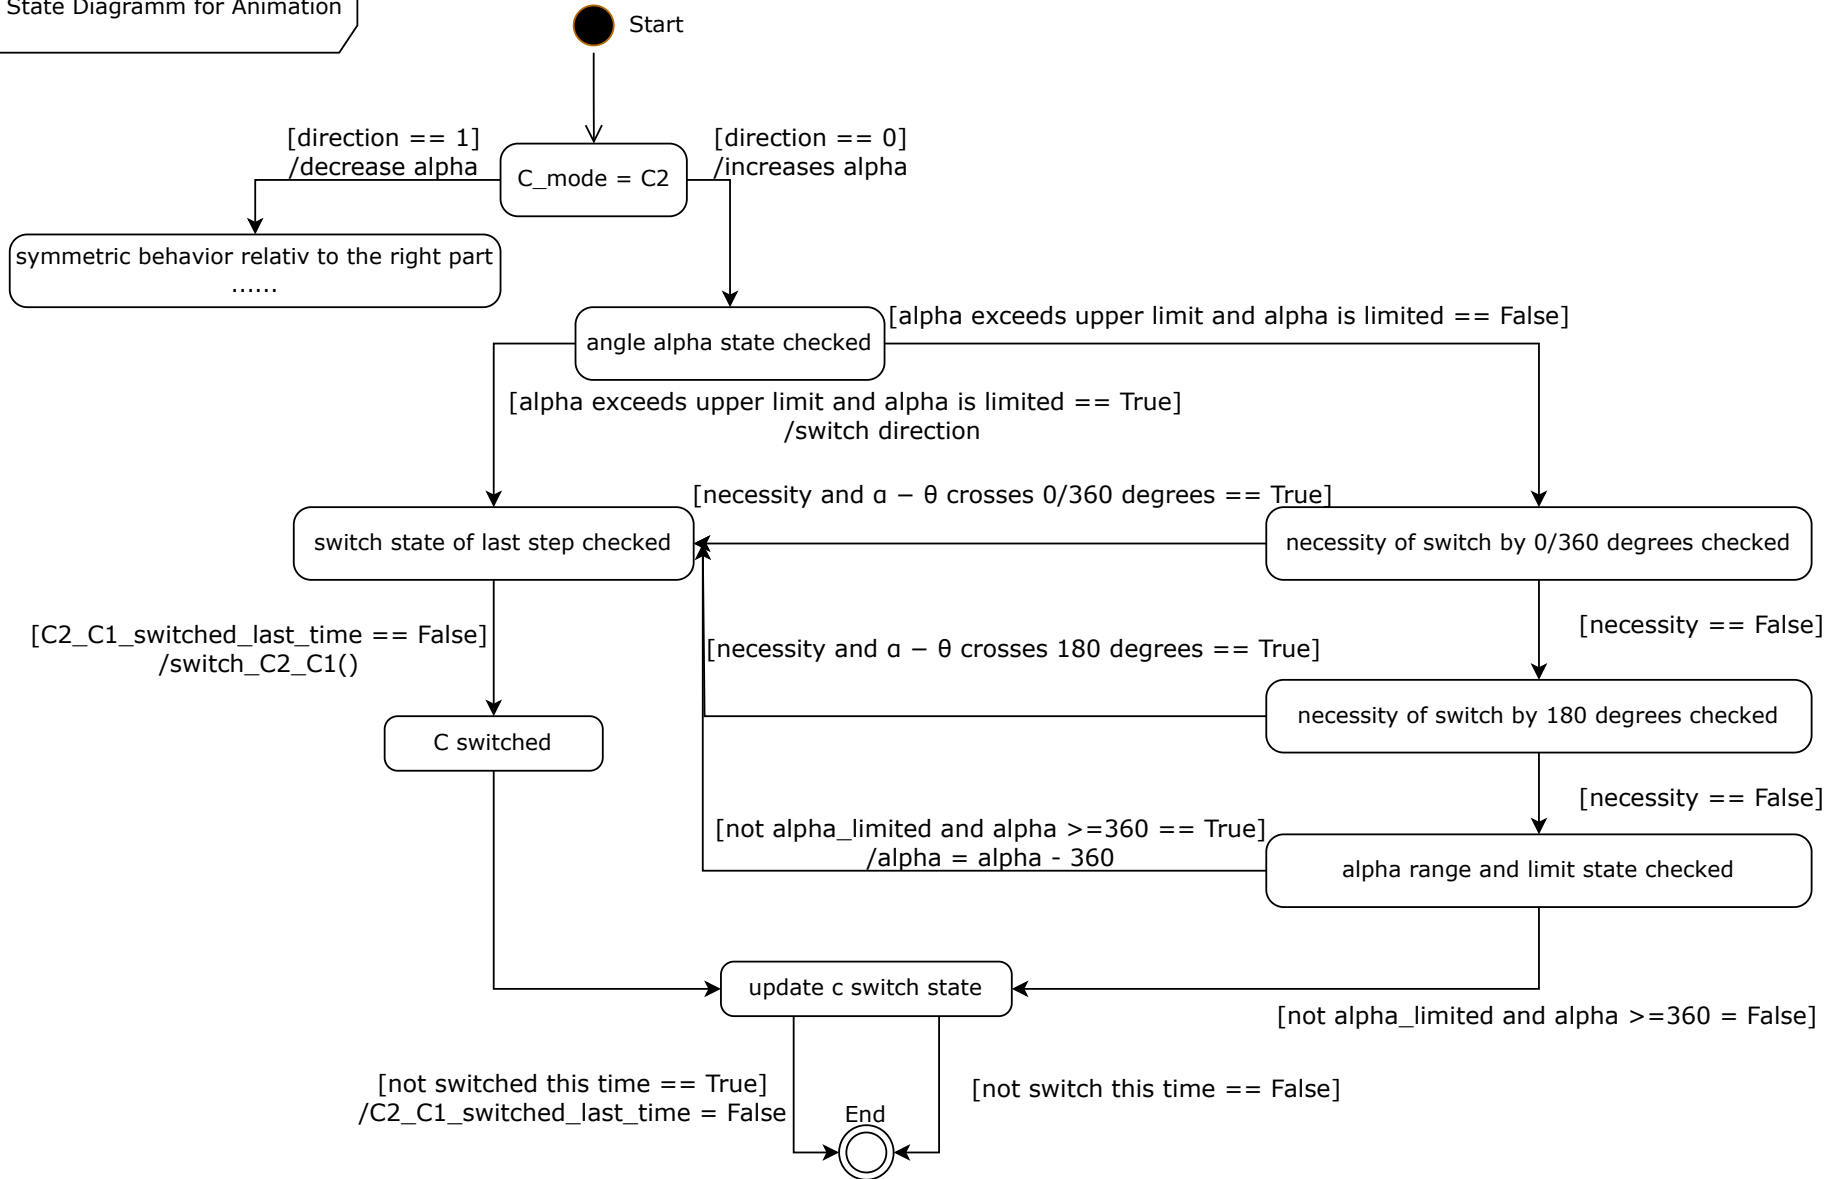 State Diagramm for Animation
Start
[direction == 1]
/decrease alpha
[direction == 0]
/increases alpha
C_mode = C2
symmetric behavior relativ to the right part
......
angle alpha state checked
[alpha exceeds upper limit and alpha is limited == False]
[alpha exceeds upper limit and alpha is limited == True]
/switch direction
[necessity and α − θ crosses 0/360 degrees == True]
switch state of last step checked
necessity of switch by 0/360 degrees checked
[C2_C1_switched_last_time == False]
/switch_C2_C1()
[necessity == False]
[necessity and α − θ crosses 180 degrees == True]
necessity of switch by 180 degrees checked
C switched
[necessity == False]
[not alpha_limited and alpha >=360 == True]
/alpha = alpha - 360
alpha range and limit state checked
update c switch state
[not alpha_limited and alpha >=360 = False]
[not switched this time == True]
/C2_C1_switched_last_time = False
[not switch this time == False]
End